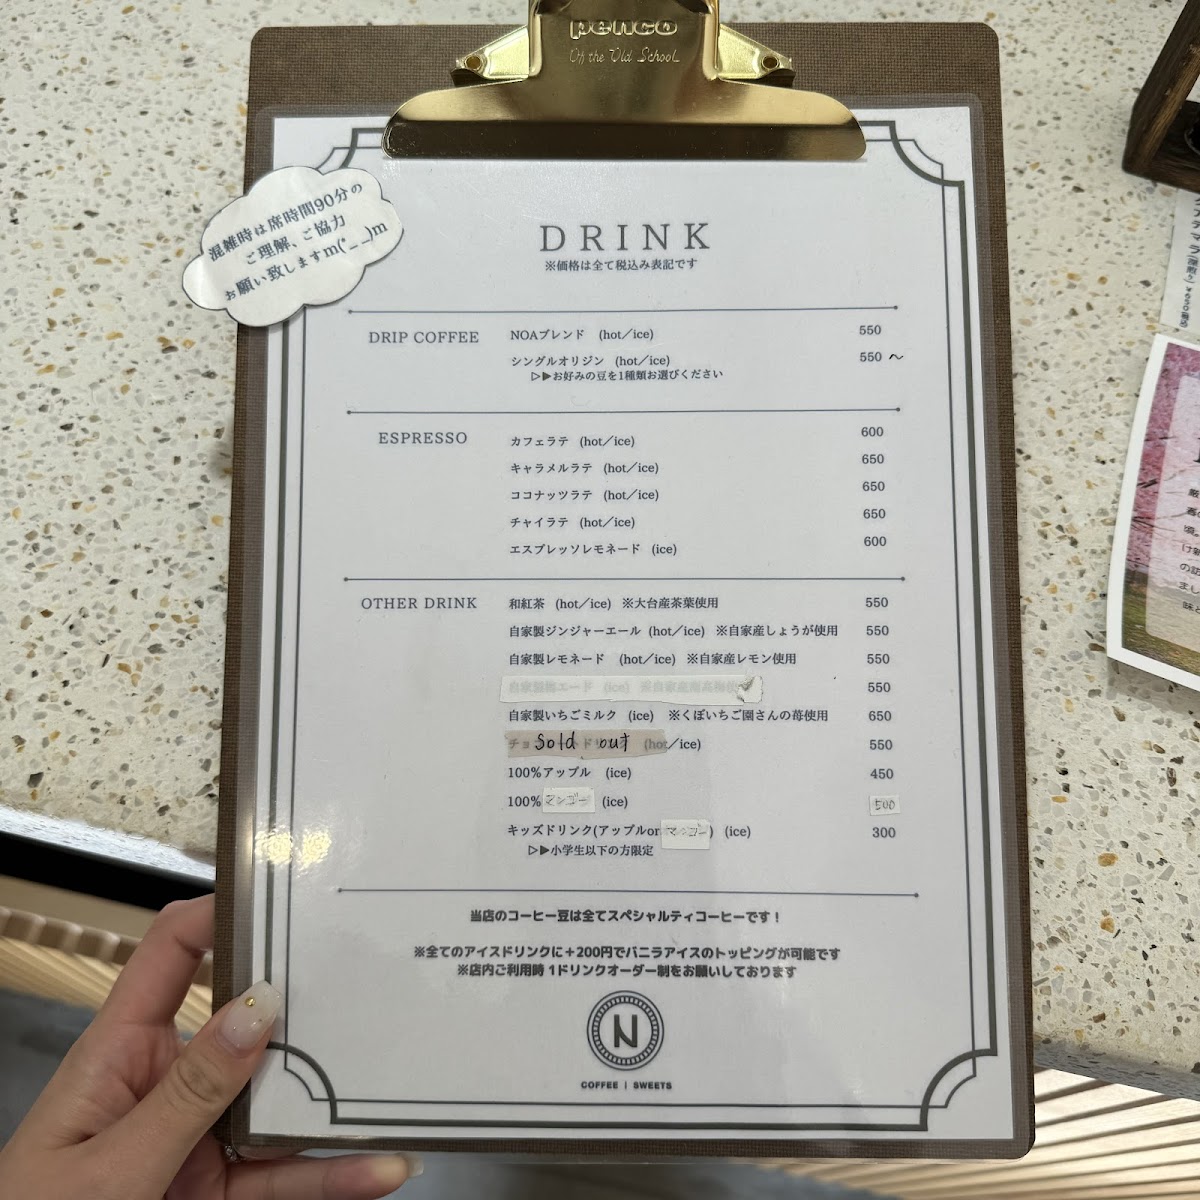 penco
Of the Old School
混雑時は席時間90分の
ご理解、ご協力
お願い致しますm(*_ _)m
DRINK
※価格は全て税込み表記です
DRIP COFFEE NOAブレンド (hot/ice) 550
シングルオリジン (hot/ice) 550 〜
▷▶お好みの豆を1種類お選びください
ESPRESSO カフェラテ (hot/ice) 600
キャラメルラテ (hot/ice) 650
ココナッツラテ (hot/ice) 650
チャイラテ (hot/ice) 650
エスプレッソレモネード (ice) 600
OTHER DRINK 和紅茶 (hot/ice) ※大台産茶葉使用 550
自家製ジンジャーエール (hot/ice) ※自家産しょうが使用 550
自家製レモネード (hot/ice) ※自家産レモン使用 550
自家製梅エード (ice) 550
自家製いちごミルク (ice) ※くぼいちご園さんの苺使用 650
sold out (hot/ice) 550
100%アップル (ice) 450
100%マンゴー (ice) 500
キッズドリンク(アップルorマンゴー) (ice) 300
▷▶小学生以下の方限定
当店のコーヒー豆は全てスペシャルティコーヒーです!
※全てのアイスドリンクに+200円でバニラアイスのトッピングが可能です
※店内ご利用時 1ドリンクオーダー制をお願いしております
N
COFFEE | SWEETS